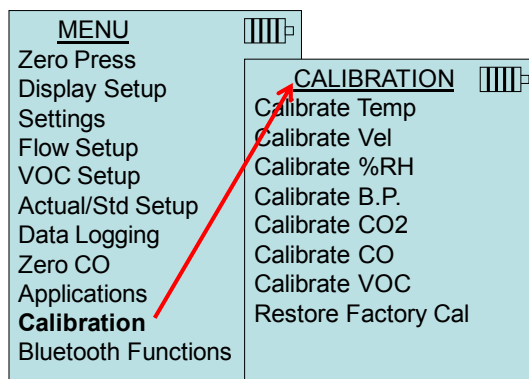 MENU
Zero Press
Display Setup
Settings
Flow Setup
VOC Setup
Actual/Std Setup
Data Logging
Zero CO
Applications
Calibration
Bluetooth Functions
CALIBRATION
Calibrate Temp
Calibrate Vel
Calibrate %RH
Calibrate B.P.
Calibrate CO2
Calibrate CO
Calibrate VOC
Restore Factory Cal